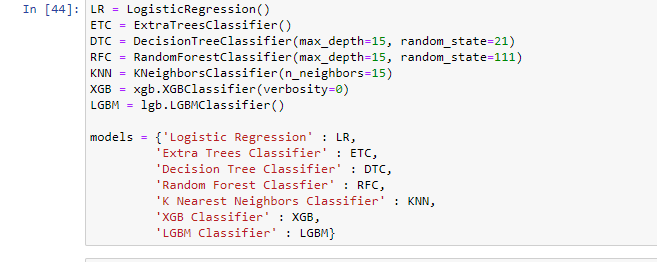 In [44]: LR = LogisticRegression()
ETC = ExtraTreesClassifier()
DTC = DecisionTreeClassifier(max_depth=15, random_state=21)
RFC = RandomForestClassifier(max_depth=15, random_state=111)
KNN = KNeighborsClassifier(n_neighbors=15)
XGB = xgb.XGBClassifier(verbosity=0)
LGBM = lgb.LGBMClassifier()
models = {'Logistic Regression' : LR,
'Extra Trees Classifier' : ETC,
'Decision Tree Classifier' : DTC,
'Random Forest Classfier' : RFC,
'K Nearest Neighbors Classifier' : KNN,
'XGB Classifier' : XGB,
'LGBM Classifier' : LGBM}